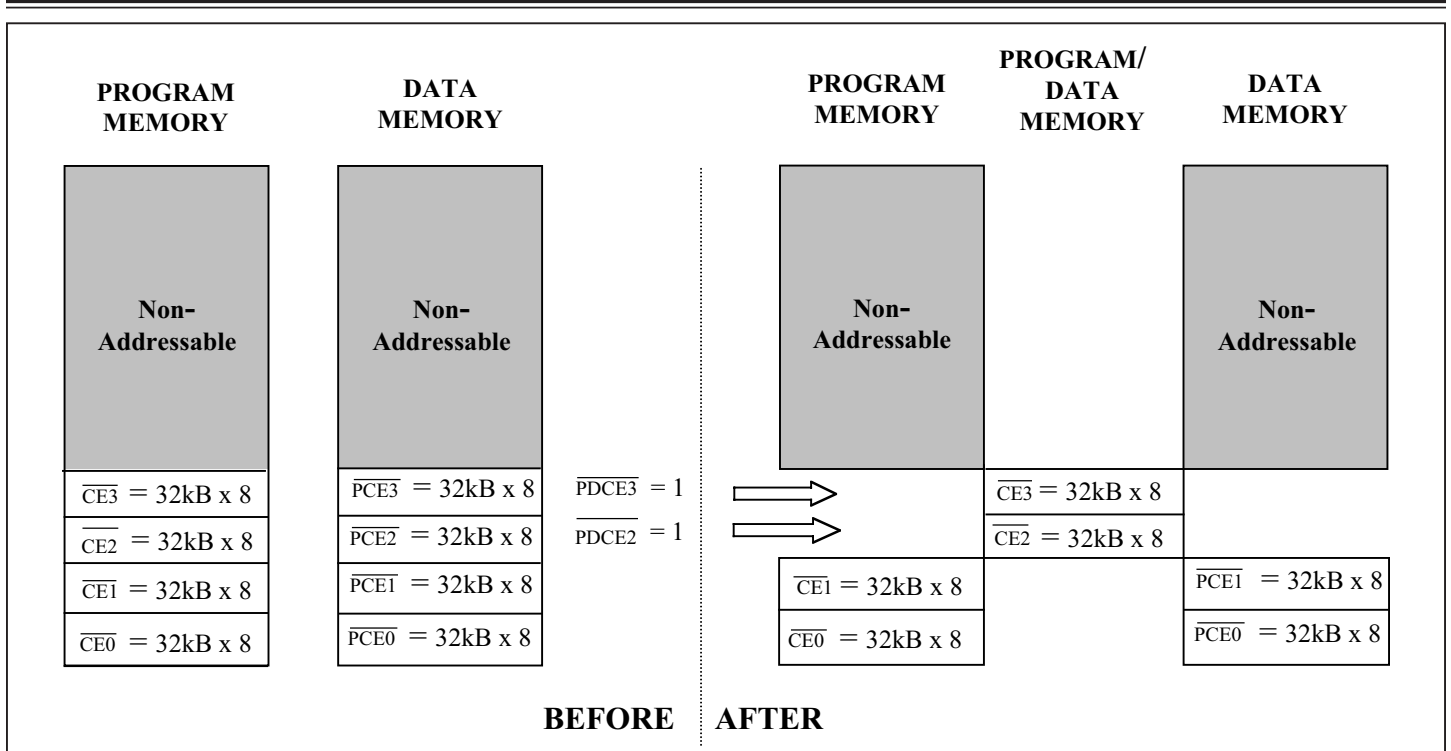 PROGRAM
MEMORY
DATA
MEMORY
Non-
Addressable
Non-
Addressable
CE3 = 32kB x 8
CE2 = 32kB x 8
CE1 = 32kB x 8
CE0 = 32kB x 8
PCE3 = 32kB x 8
PCE2 = 32kB x 8
PCE1 = 32kB x 8
PCE0 = 32kB x 8
PDCE3 = 1
PDCE2 = 1
BEFORE
PROGRAM
MEMORY
PROGRAM/
DATA
MEMORY
DATA
MEMORY
Non-
Addressable
Non-
Addressable
CE3 = 32kB x 8
CE2 = 32kB x 8
CE1 = 32kB x 8
CE0 = 32kB x 8
PCE1 = 32kB x 8
PCE0 = 32kB x 8
AFTER